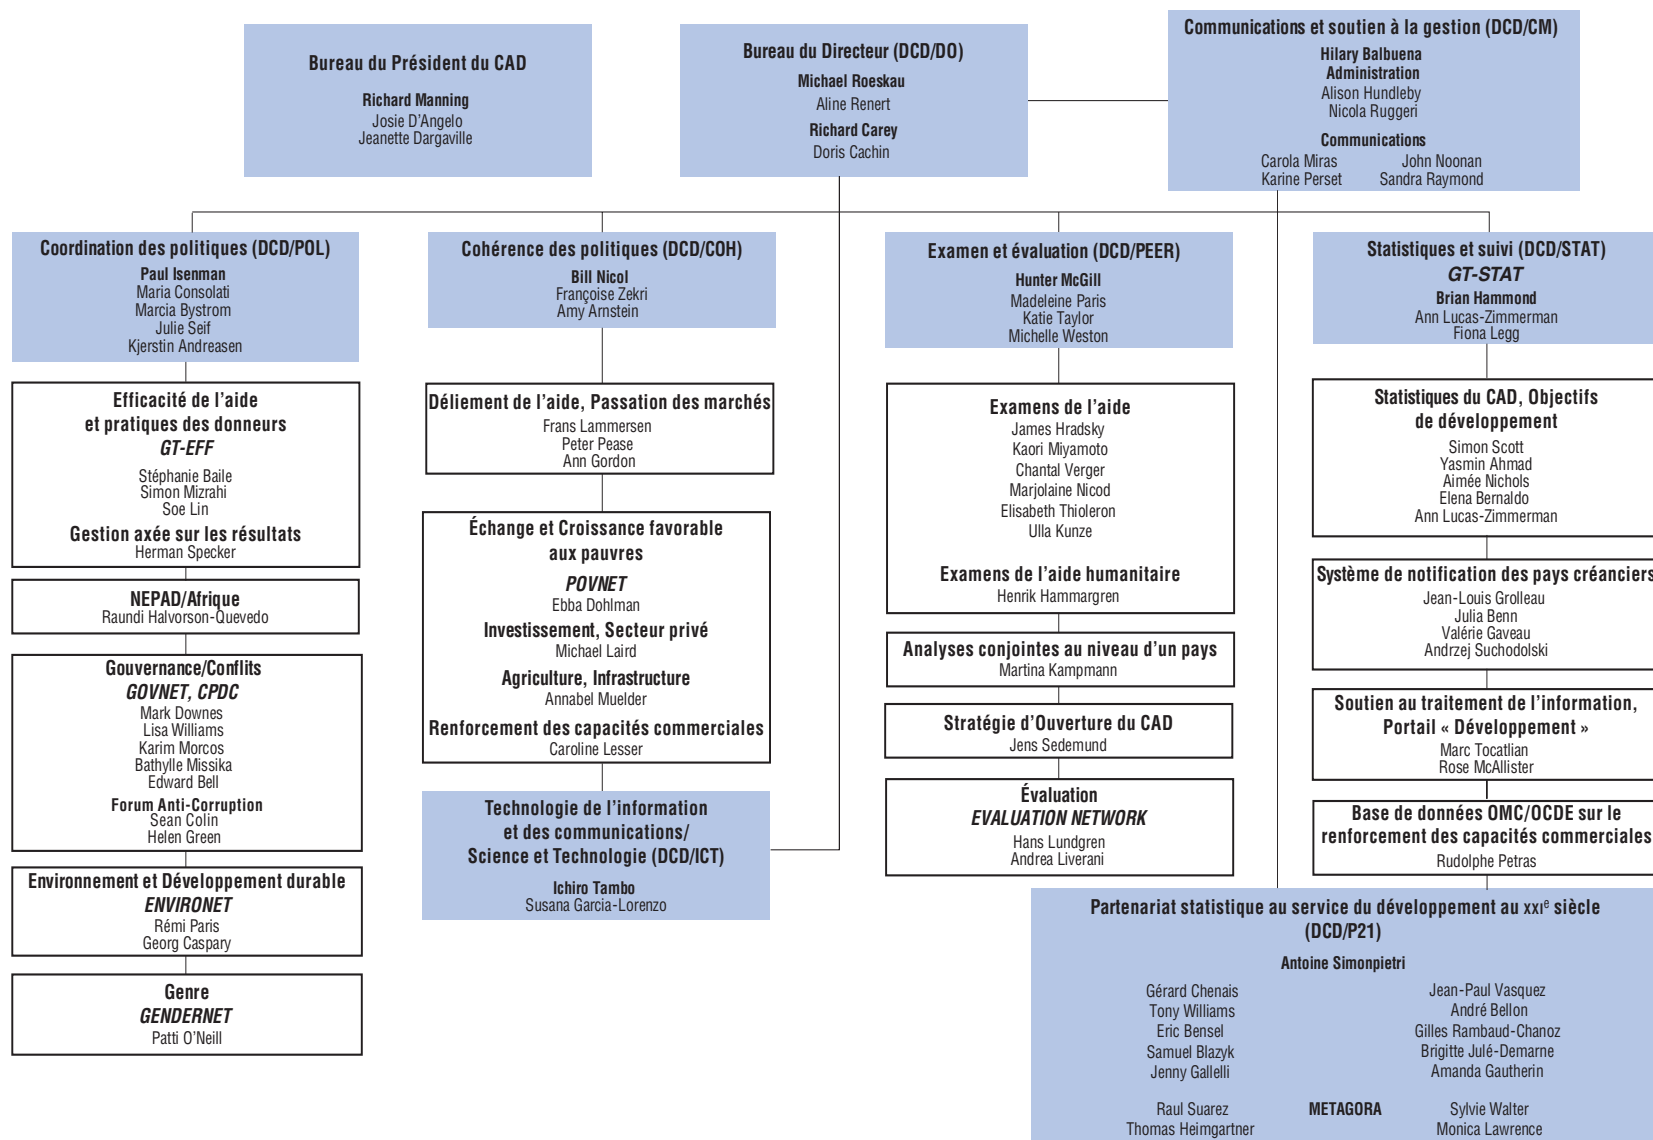 Bureau du Président du CAD
Richard Manning
Josie D'Angelo
Jeanette Dargaville
Bureau du Directeur (DCD/DO)
Michael Roeskau
Aline Renert
Richard Carey
Doris Cachin
Communications et soutien à la gestion (DCD/CM)
Hilary Balbuena
Administration
Alison Hundleby
Nicola Ruggeri
Communications
Carola Miras John Noonan
Karine Perset Sandra Raymond
Coordination des politiques (DCD/POL)
Paul Isenman
Maria Consolati
Marcia Bystrom
Julie Seif
Kjerstin Andreasen
Efficacité de l'aide
et pratiques des donneurs
GT-EFF
Stéphanie Baile
Simon Mizrahi
Soe Lin
Gestion axée sur les résultats
Herman Specker
NEPAD/Afrique
Raundi Halvorson-Quevedo
Gouvernance/Conflits
GOVNET, CPDC
Mark Downes
Lisa Williams
Karim Morcos
Bathylle Missika
Edward Bell
Forum Anti-Corruption
Sean Colin
Helen Green
Environnement et Développement durable
ENVIRONET
Rémi Paris
Georg Caspary
Genre
GENDERNET
Patti O'Neill
Cohérence des politiques (DCD/COH)
Bill Nicol
Françoise Zekri
Amy Arnstein
Déliement de l'aide, Passation des marchés
Frans Lammersen
Peter Pease
Ann Gordon
Échange et Croissance favorable
aux pauvres
POVNET
Ebba Dohlman
Investissement, Secteur privé
Michael Laird
Agriculture, Infrastructure
Annabel Muelder
Renforcement des capacités commerciales
Caroline Lesser
Technologie de l'information
et des communications/
Science et Technologie (DCD/ICT)
Ichiro Tambo
Susana Garcia-Lorenzo
Examen et évaluation (DCD/PEER)
Hunter McGill
Madeleine Paris
Katie Taylor
Michelle Weston
Examens de l'aide
James Hradsky
Kaori Miyamoto
Chantal Verger
Marjolaine Nicod
Elisabeth Thioleron
Ulla Kunze
Examens de l'aide humanitaire
Henrik Hammargren
Analyses conjointes au niveau d'un pays
Martina Kampmann
Stratégie d'Ouverture du CAD
Jens Sedemund
Évaluation
EVALUATION NETWORK
Hans Lundgren
Andrea Liverani
Statistiques et suivi (DCD/STAT)
GT-STAT
Brian Hammond
Ann Lucas-Zimmerman
Fiona Legg
Statistiques du CAD, Objectifs
de développement
Simon Scott
Yasmin Ahmad
Aimée Nichols
Elena Bernaldo
Ann Lucas-Zimmerman
Système de notification des pays créanciers
Jean-Louis Grolleau
Julia Benn
Valérie Gaveau
Andrzej Suchodolski
Soutien au traitement de l'information,
Portail « Développement »
Marc Tocatlian
Rose McAllister
Base de données OMC/OCDE sur le
renforcement des capacités commerciales
Rudolphe Petras
Partenariat statistique au service du développement au XXIe siècle
(DCD/P21)
Antoine Simonpietri
Gérard Chenais Jean-Paul Vasquez
Tony Williams André Bellon
Eric Bensel Gilles Rambaud-Chanoz
Samuel Blazyk Brigitte Julé-Demarne
Jenny Gallelli Amanda Gautherin
Raul Suarez METAGORA Sylvie Walter
Thomas Heimgartner Monica Lawrence